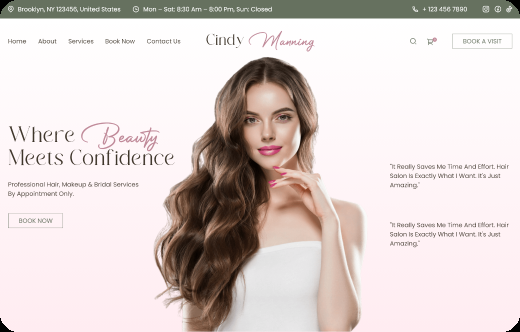 Brooklyn, NY 123456, United States
Mon – Sat: 8:30 Am – 8:00 Pm, Sun: Closed
+ 123 456 7890
Home
About
Services
Book Now
Contact Us
Cindy Manning
BOOK A VISIT
Where Beauty
Meets Confidence
Professional Hair, Makeup & Bridal Services
By Appointment Only.
BOOK NOW
"It Really Saves Me Time And Effort. Hair
Salon Is Exactly What I Want. It's Just
Amazing."
"It Really Saves Me Time And Effort. Hair
Salon Is Exactly What I Want. It's Just
Amazing."